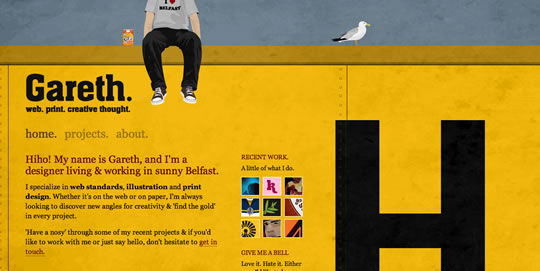 I ♥
BELFAST
Gareth.
web. print. creative thought.
home. projects. about.
Hiho! My name is Gareth, and I'm a
designer living & working in sunny Belfast.
I specialize in web standards, illustration and print
design. Whether it's on the web or on paper, I'm always
looking to discover new angles for creativity & 'find the gold'
in every project.
'Have a nosy' through some of my recent projects & if you'd
like to work with me or just say hello, don't hesitate to get in
touch.
RECENT WORK.
A little of what I do.
k
GIVE ME A BELL
Love it. Hate it. Either
H